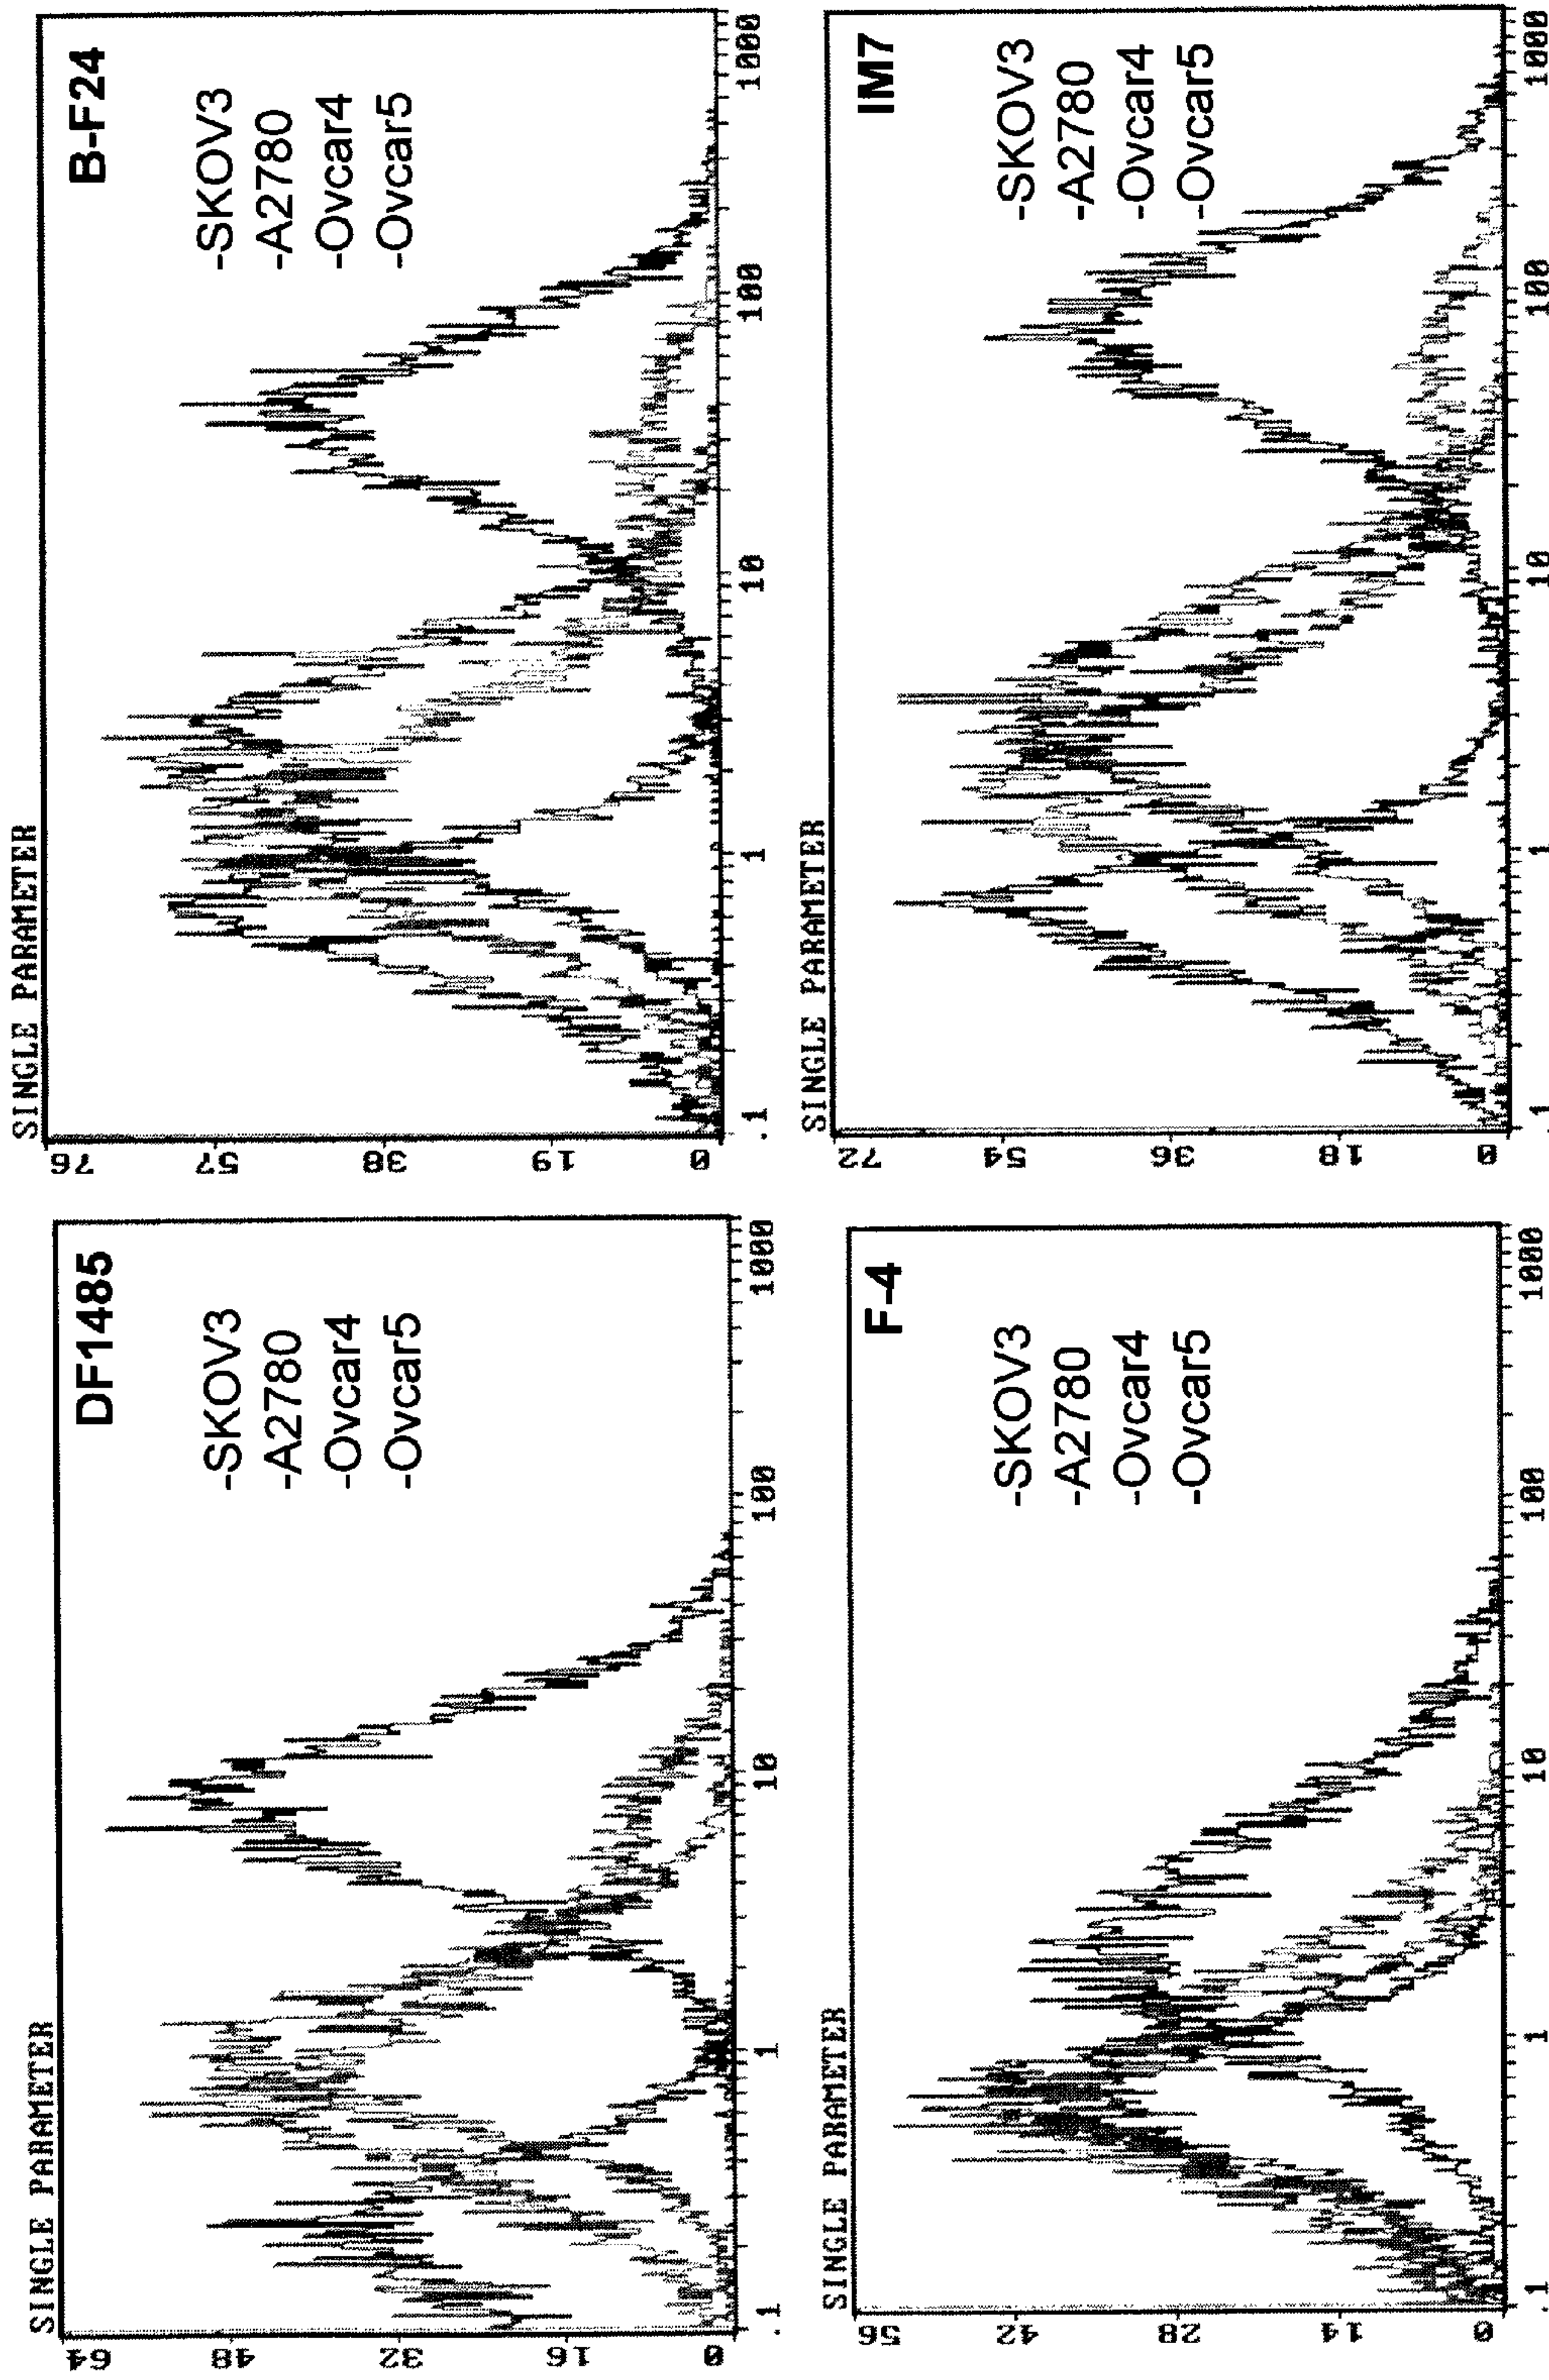 SINGLE PARAMETER
DF1485
-SKOV3
-A2780
-Ovcar4
-Ovcar5
64
48
32
16
0
.1
1
10
100
1000
SINGLE PARAMETER
B-F24
-SKOV3
-A2780
-Ovcar4
-Ovcar5
76
57
38
19
0
.1
1
10
100
1000
SINGLE PARAMETER
F-4
-SKOV3
-A2780
-Ovcar4
-Ovcar5
56
42
28
14
0
.1
1
10
100
1000
SINGLE PARAMETER
IM7
-SKOV3
-A2780
-Ovcar4
-Ovcar5
72
54
36
18
0
.1
1
10
100
1000